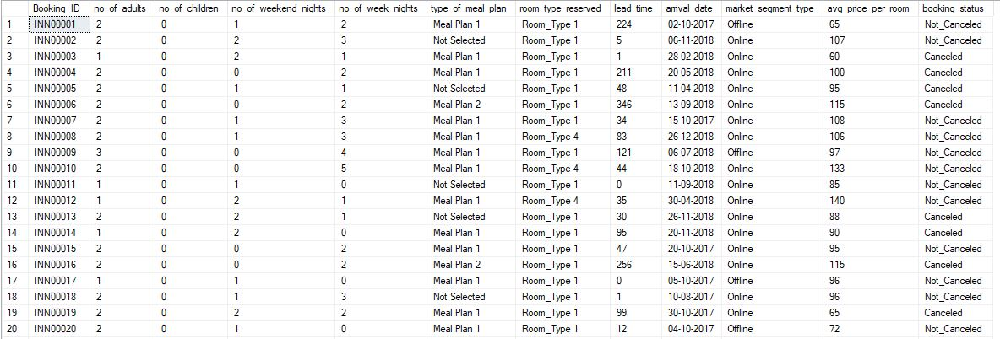 Booking_ID no_of_adults no_of_children no_of_weekend_nights no_of_week_nights type_of_meal_plan room_type_reserved lead_time arrival_date market_segment_type avg_price_per_room booking_status
1 INN00001 2 0 1 2 Meal Plan 1 Room_Type 1 224 02-10-2017 Offline 65 Not_Canceled
2 INN00002 2 0 2 3 Not Selected Room_Type 1 5 06-11-2018 Online 107 Not_Canceled
3 INN00003 1 0 2 1 Meal Plan 1 Room_Type 1 1 28-02-2018 Online 60 Canceled
4 INN00004 2 0 0 2 Meal Plan 1 Room_Type 1 211 20-05-2018 Online 100 Canceled
5 INN00005 2 0 1 1 Not Selected Room_Type 1 48 11-04-2018 Online 95 Canceled
6 INN00006 2 0 0 2 Meal Plan 2 Room_Type 1 346 13-09-2018 Online 115 Canceled
7 INN00007 2 0 1 3 Meal Plan 1 Room_Type 1 34 15-10-2017 Online 108 Not_Canceled
8 INN00008 2 0 1 3 Meal Plan 1 Room_Type 4 83 26-12-2018 Online 106 Not_Canceled
9 INN00009 3 0 0 4 Meal Plan 1 Room_Type 1 121 06-07-2018 Offline 97 Not_Canceled
10 INN00010 2 0 0 5 Meal Plan 1 Room_Type 4 44 18-10-2018 Online 133 Not_Canceled
11 INN00011 1 0 1 0 Not Selected Room_Type 1 0 11-09-2018 Online 85 Not_Canceled
12 INN00012 1 0 2 1 Meal Plan 1 Room_Type 4 35 30-04-2018 Online 140 Not_Canceled
13 INN00013 2 0 2 1 Not Selected Room_Type 1 30 26-11-2018 Online 88 Canceled
14 INN00014 1 0 2 0 Meal Plan 1 Room_Type 1 95 20-11-2018 Online 90 Canceled
15 INN00015 2 0 0 2 Meal Plan 1 Room_Type 1 47 20-10-2017 Online 95 Not_Canceled
16 INN00016 2 0 0 2 Meal Plan 2 Room_Type 1 256 15-06-2018 Online 115 Canceled
17 INN00017 1 0 1 0 Meal Plan 1 Room_Type 1 0 05-10-2017 Offline 96 Not_Canceled
18 INN00018 2 0 1 3 Not Selected Room_Type 1 1 10-08-2017 Online 96 Not_Canceled
19 INN00019 2 0 2 2 Meal Plan 1 Room_Type 1 99 30-10-2017 Online 65 Canceled
20 INN00020 2 0 1 0 Meal Plan 1 Room_Type 1 12 04-10-2017 Offline 72 Not_Canceled